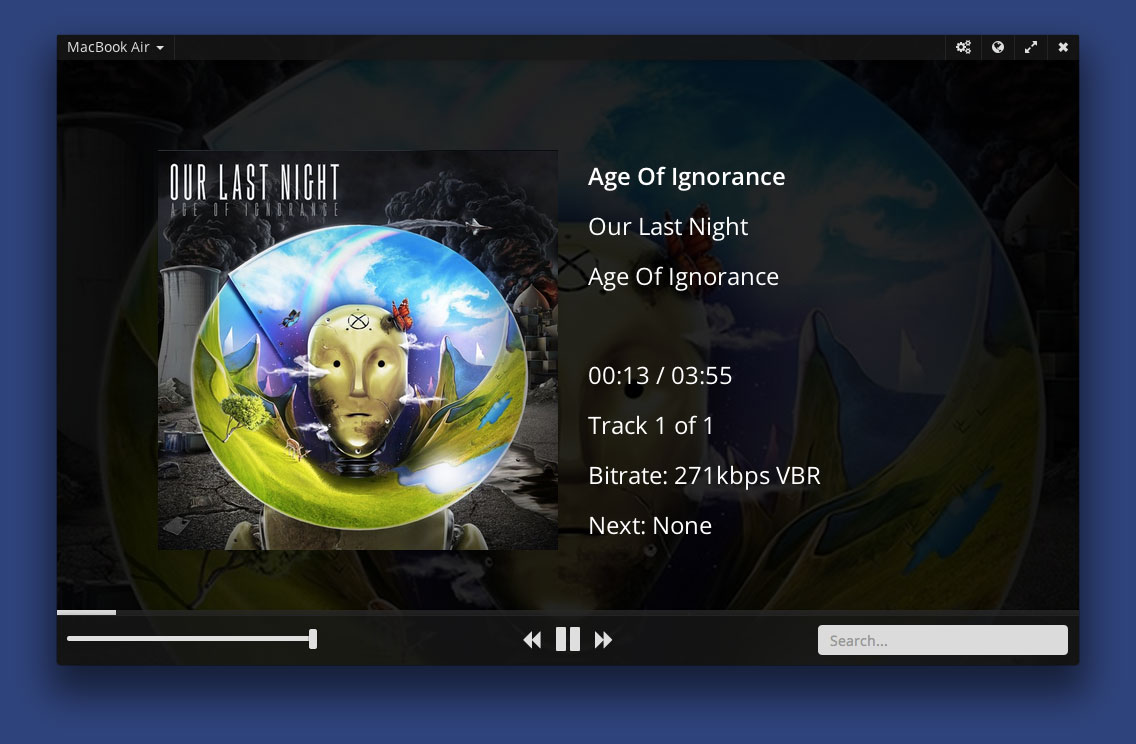 MacBook Air
OUR LAST NIGHT
AGE OF IGNORANSE
Age Of Ignorance
Our Last Night
Age Of Ignorance
00:13 / 03:55
Track 1 of 1
Bitrate: 271kbps VBR
Next: None
Search...